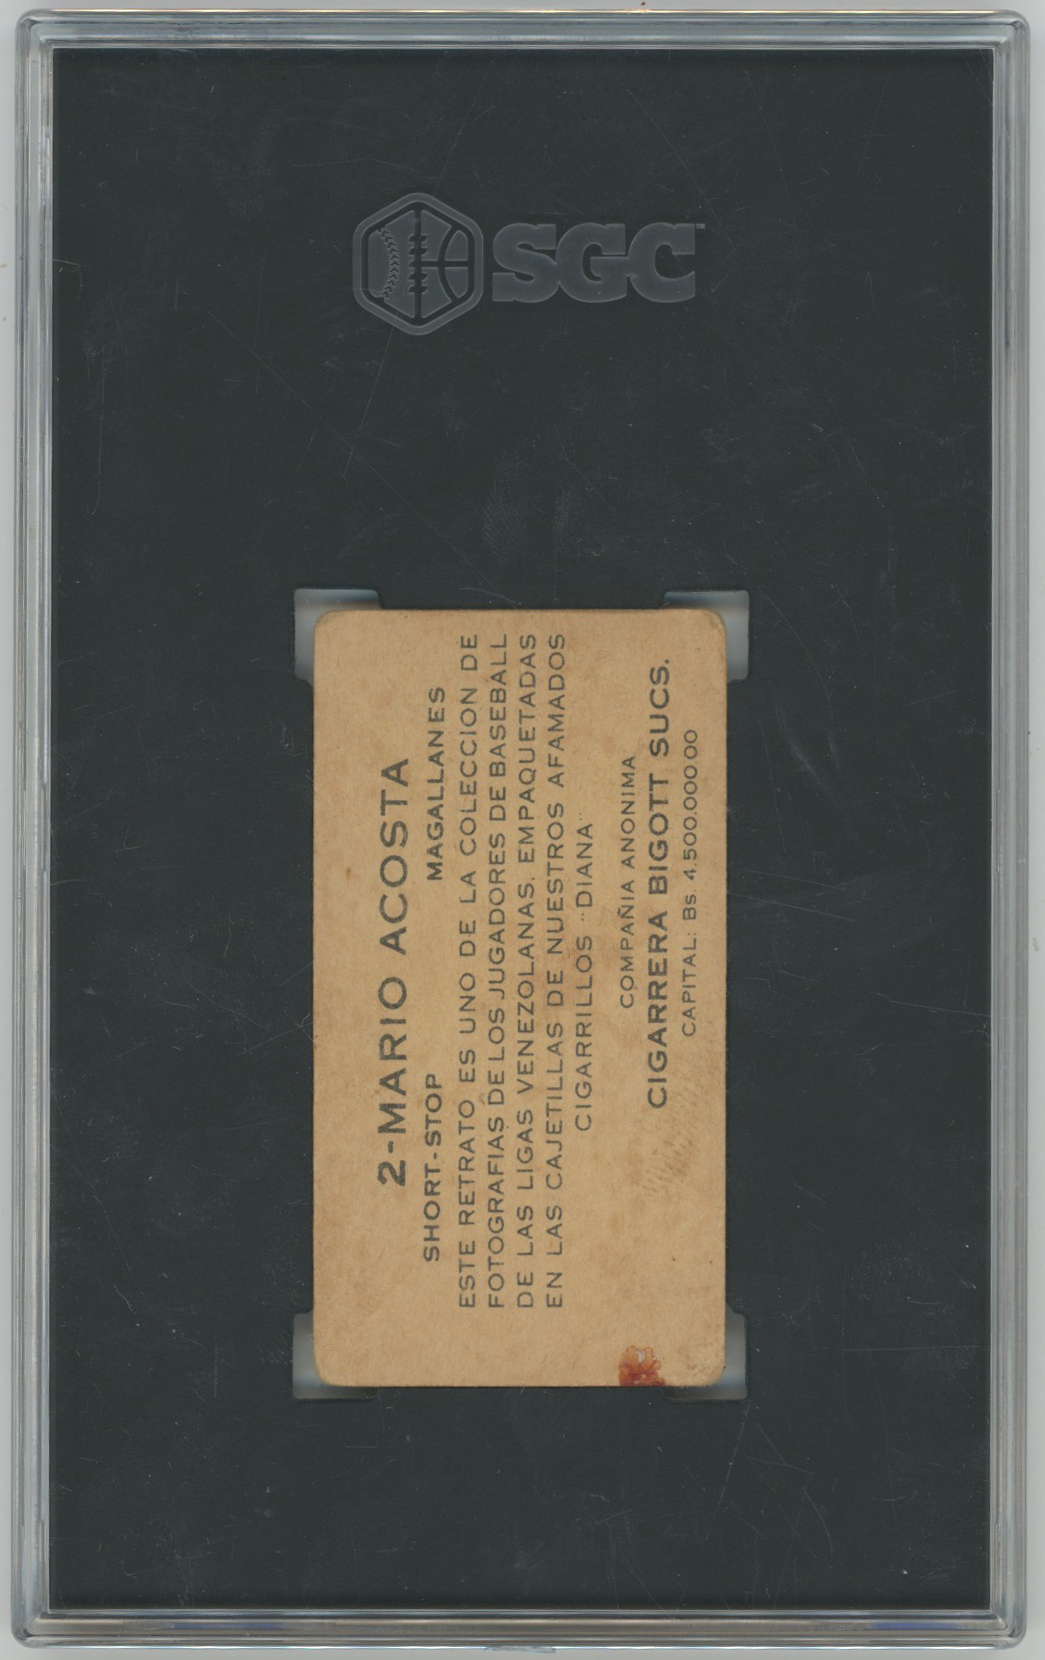 SGC
2-MARIO ACOSTA
SHORT-STOP MAGALLANES
ESTE RETRATO ES UNO DE LA COLECCION DE
FOTOGRAFIAS DE LOS JUGADORES DE BASEBALL
DE LAS LIGAS VENEZOLANAS, EMPAQUETADAS
EN LAS CAJETILLAS DE NUESTROS AFAMADOS
CIGARRILLOS "DIANA"
COMPAÑIA ANONIMA
CIGARRERA BIGOTT SUCS.
CAPITAL: Bs. 4.500.000.00